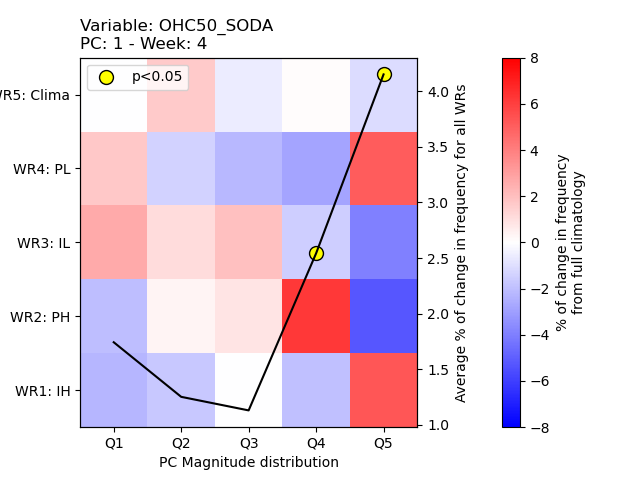 Variable: OHC50_SODA
PC: 1 - Week: 4
p<0.05
WR5: Clima
WR4: PL
WR3: IL
WR2: PH
WR1: IH
Q1 Q2 Q3 Q4 Q5
PC Magnitude distribution
4.0
3.5
3.0
2.5
2.0
1.5
1.0
Average % of change in frequency for all WRs
8
6
4
2
0
−2
−4
−6
−8
% of change in frequency
from full climatology